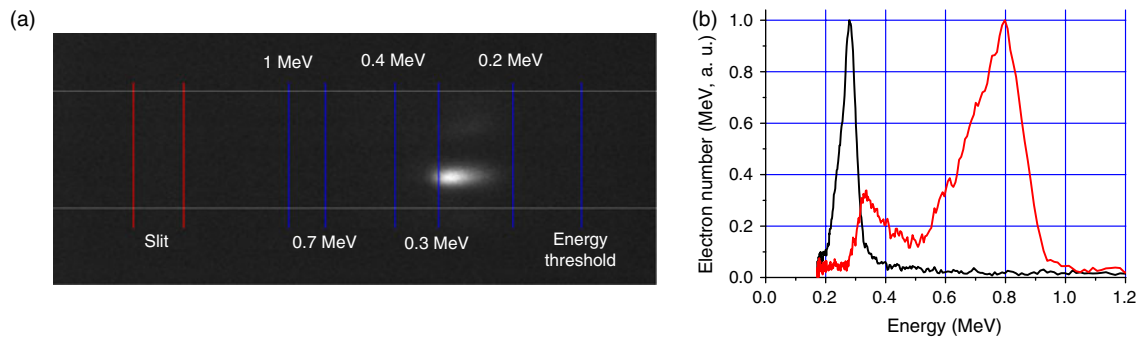 (a)
1 MeV
0.4 MeV
0.2 MeV
Slit
0.7 MeV
0.3 MeV
Energy
threshold
(b)
Electron number (MeV, a. u.)
1.0
0.8
0.6
0.4
0.2
0.0
0.0 0.2 0.4 0.6 0.8 1.0 1.2
Energy (MeV)